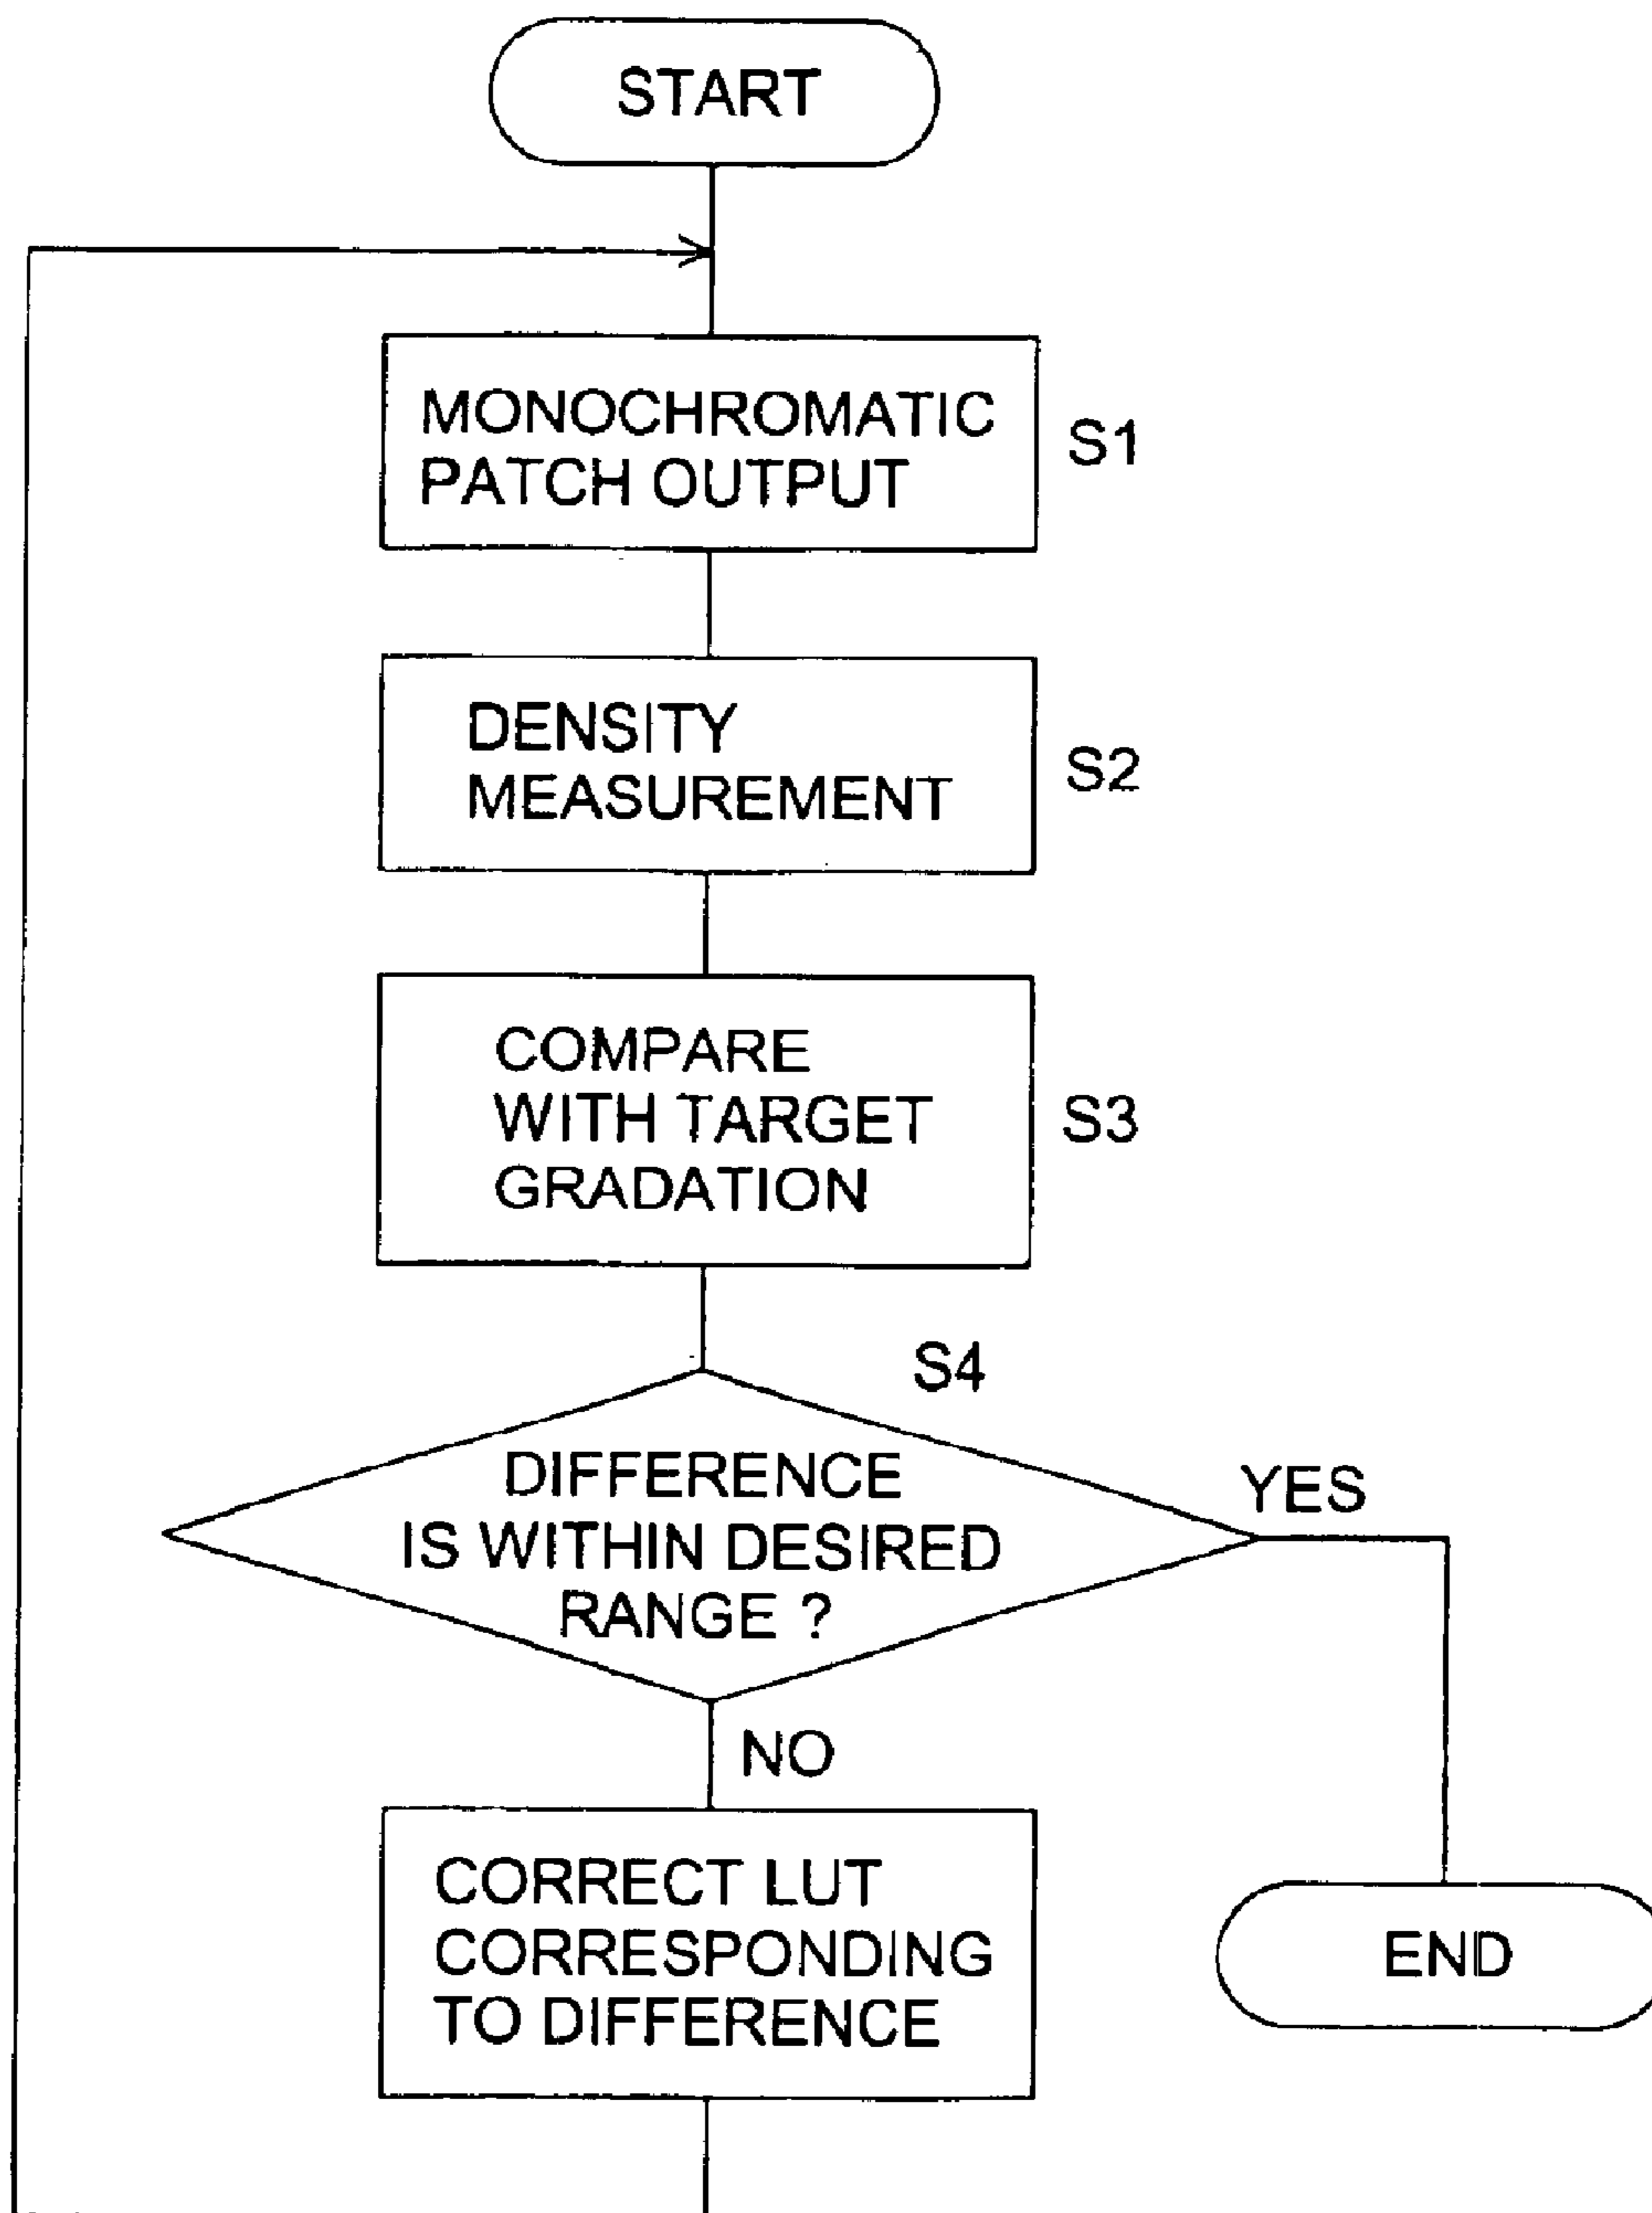 START
MONOCHROMATIC
PATCH OUTPUT
S1
DENSITY
MEASUREMENT
S2
COMPARE
WITH TARGET
GRADATION
S3
S4
DIFFERENCE
IS WITHIN DESIRED
RANGE ?
YES
NO
CORRECT LUT
CORRESPONDING
TO DIFFERENCE
END